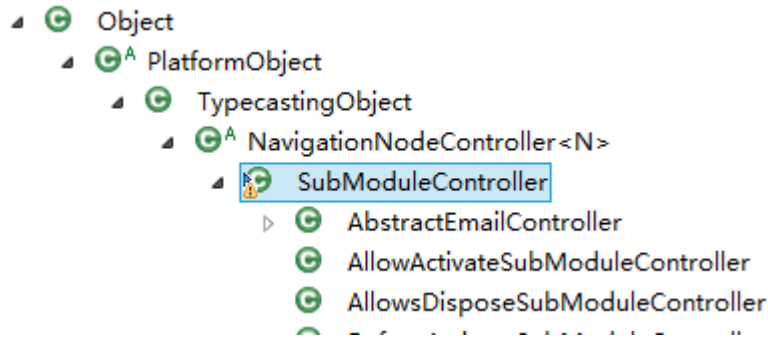 Object
PlatformObject
TypecastingObject
NavigationNodeController<N>
SubModuleController
AbstractEmailController
AllowActivateSubModuleController
AllowsDisposeSubModuleController